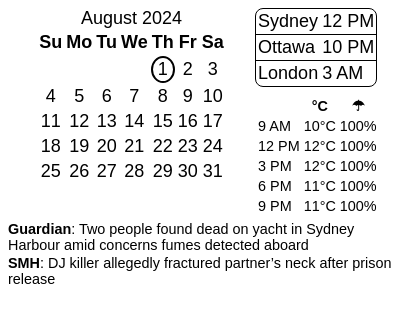 August 2024
Su Mo Tu We Th Fr Sa
1 2 3
4 5 6 7 8 9 10
11 12 13 14 15 16 17
18 19 20 21 22 23 24
25 26 27 28 29 30 31
Sydney 12 PM
Ottawa 10 PM
London 3 AM
°C ☂
9 AM 10°C 100%
12 PM 12°C 100%
3 PM 12°C 100%
6 PM 11°C 100%
9 PM 11°C 100%
Guardian: Two people found dead on yacht in Sydney
Harbour amid concerns fumes detected aboard
SMH: DJ killer allegedly fractured partner's neck after prison
release